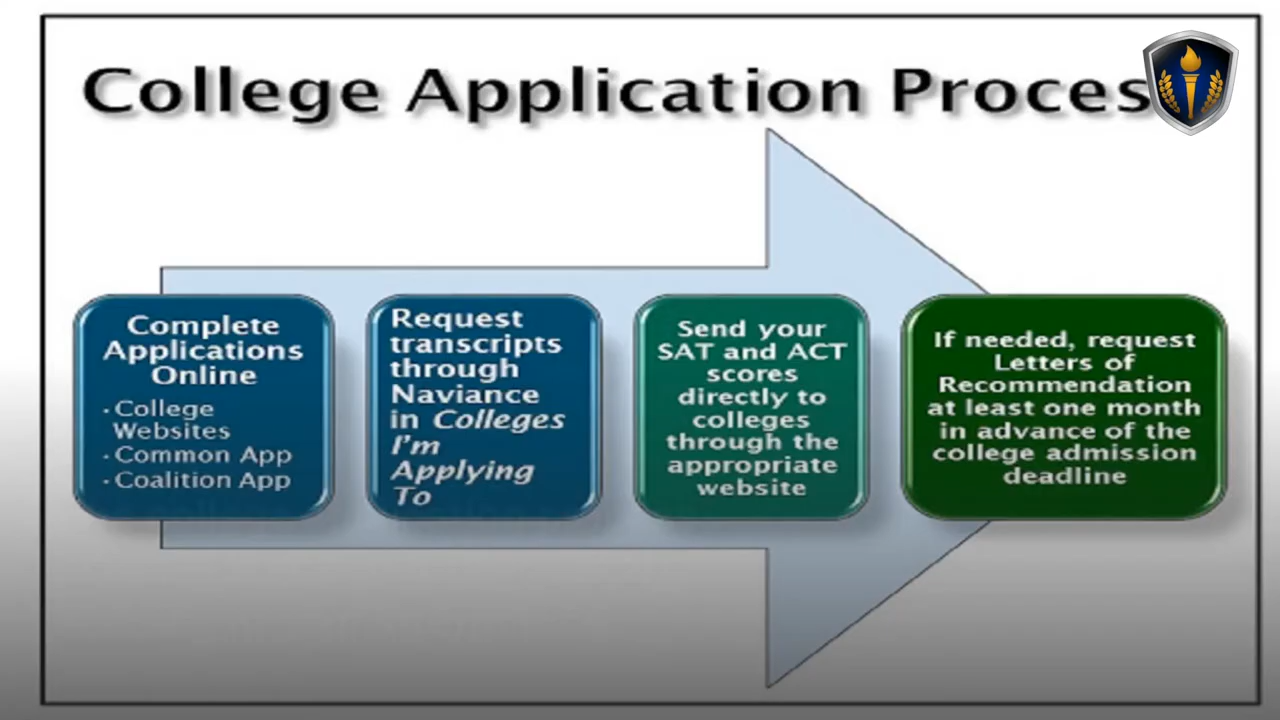 College Application Proces
Complete
Applications
Online
· College
Websites
· Common App
· Coalition App
Request
transcripts
through
Naviance
in Colleges
I'm
Applying
To
Send your
SAT and ACT
scores
directly to
colleges
through the
appropriate
website
If needed, request
Letters of
Recommendation
at least one month
in advance of the
college admission
deadline